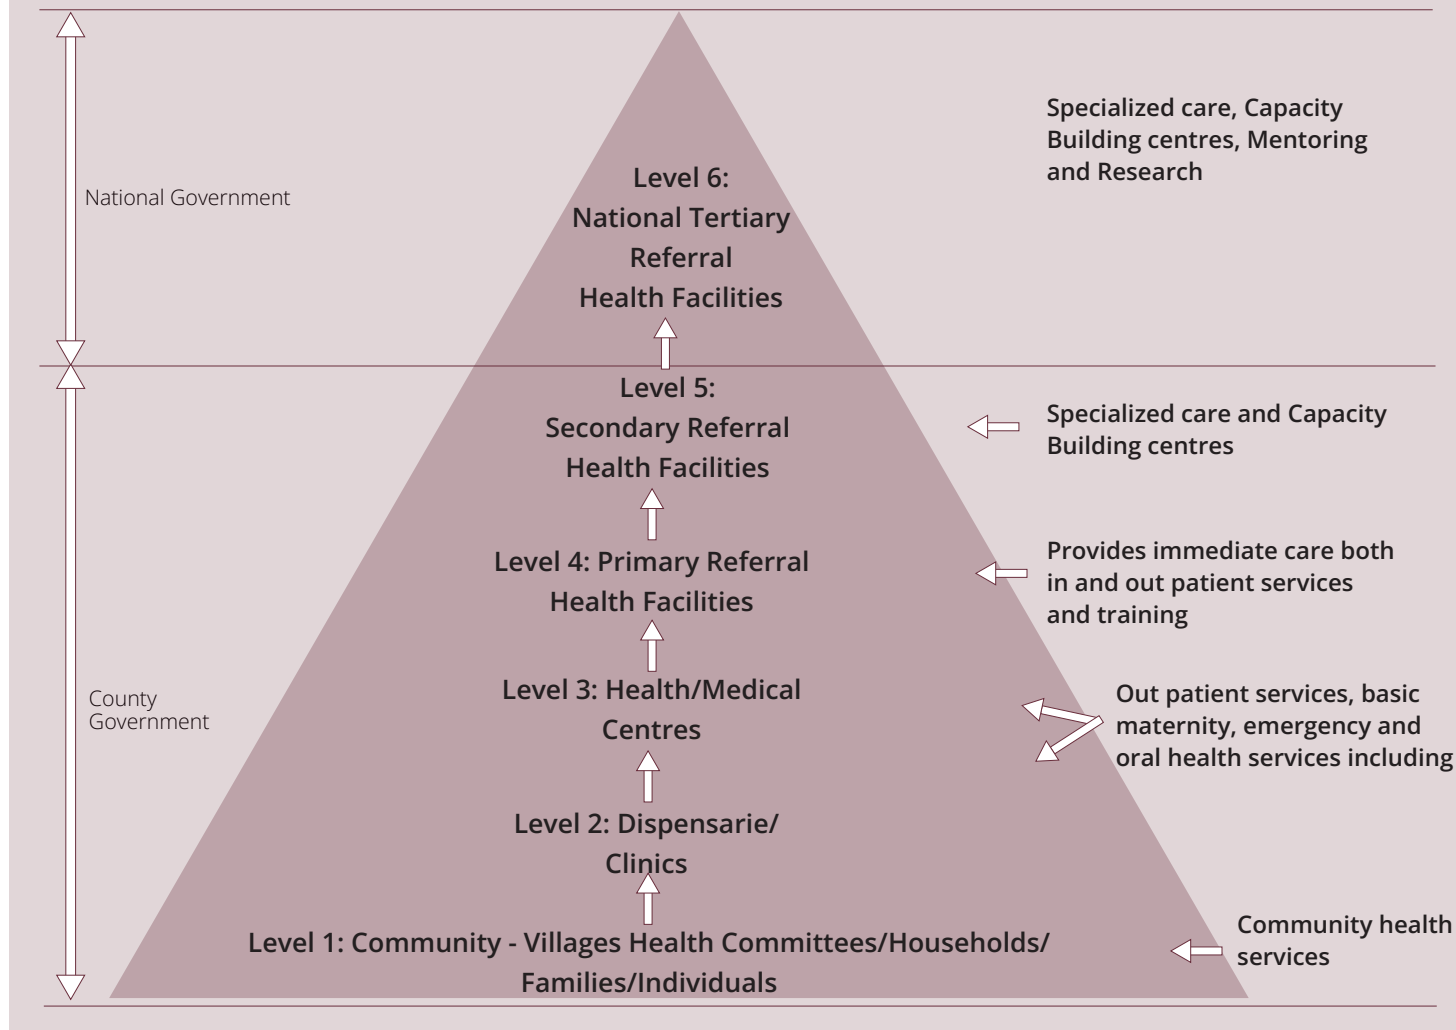 Specialized care, Capacity
Building centres, Mentoring
and Research
National Government
Level 6:
National Tertiary
Referral
Health Facilities
Level 5:
Secondary Referral
Health Facilities
Specialized care and Capacity
Building centres
Level 4: Primary Referral
Health Facilities
Provides immediate care both
in and out patient services
and training
County
Government
Level 3: Health/Medical
Centres
Out patient services, basic
maternity, emergency and
oral health services including
Level 2: Dispensarie/
Clinics
Level 1: Community - Villages Health Committees/Households/
Families/Individuals
Community health
services